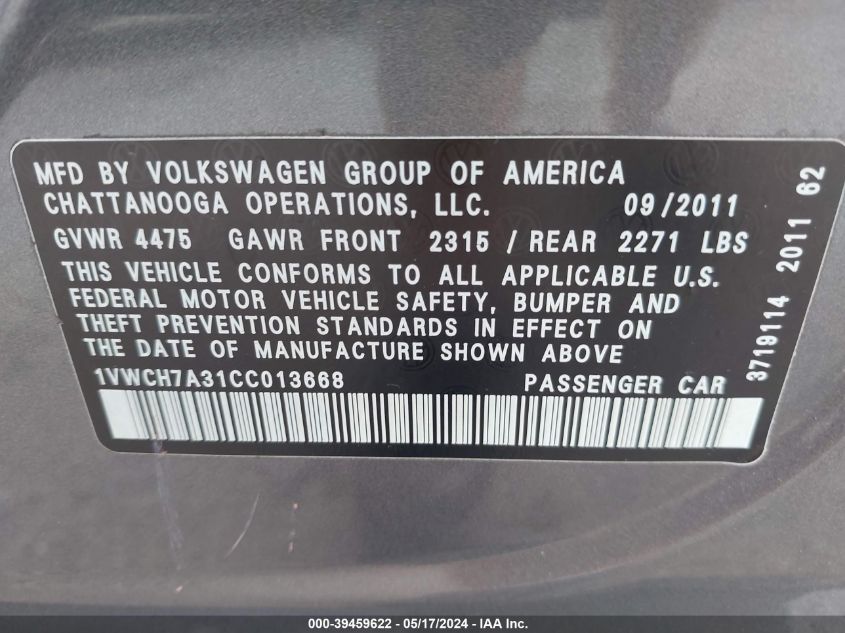 MFD BY VOLKSWAGEN GROUP OF AMERICA
CHATTANOOGA OPERATIONS, LLC. 09/2011
GVWR 4475 GAWR FRONT 2315 / REAR 2271 LBS
THIS VEHICLE CONFORMS TO ALL APPLICABLE U.S.
FEDERAL MOTOR VEHICLE SAFETY, BUMPER AND
THEFT PREVENTION STANDARDS IN EFFECT ON
THE DATE OF MANUFACTURE SHOWN ABOVE
1VWCH7A31CC013668 PASSENGER CAR
3719114 2011 62
000-39459622 - 05/17/2024 - IAAI.com